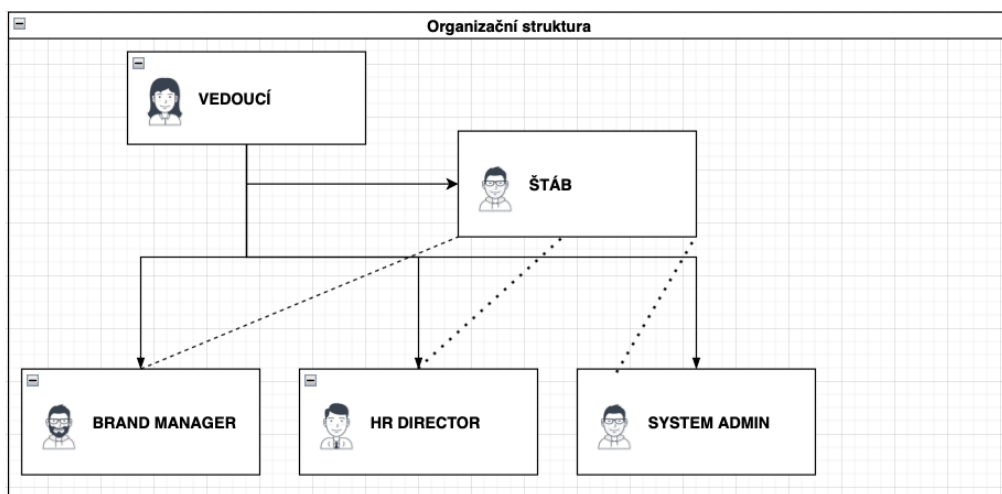 Organizační struktura
VEDOUCÍ
ŠTÁB
BRAND MANAGER
HR DIRECTOR
SYSTEM ADMIN